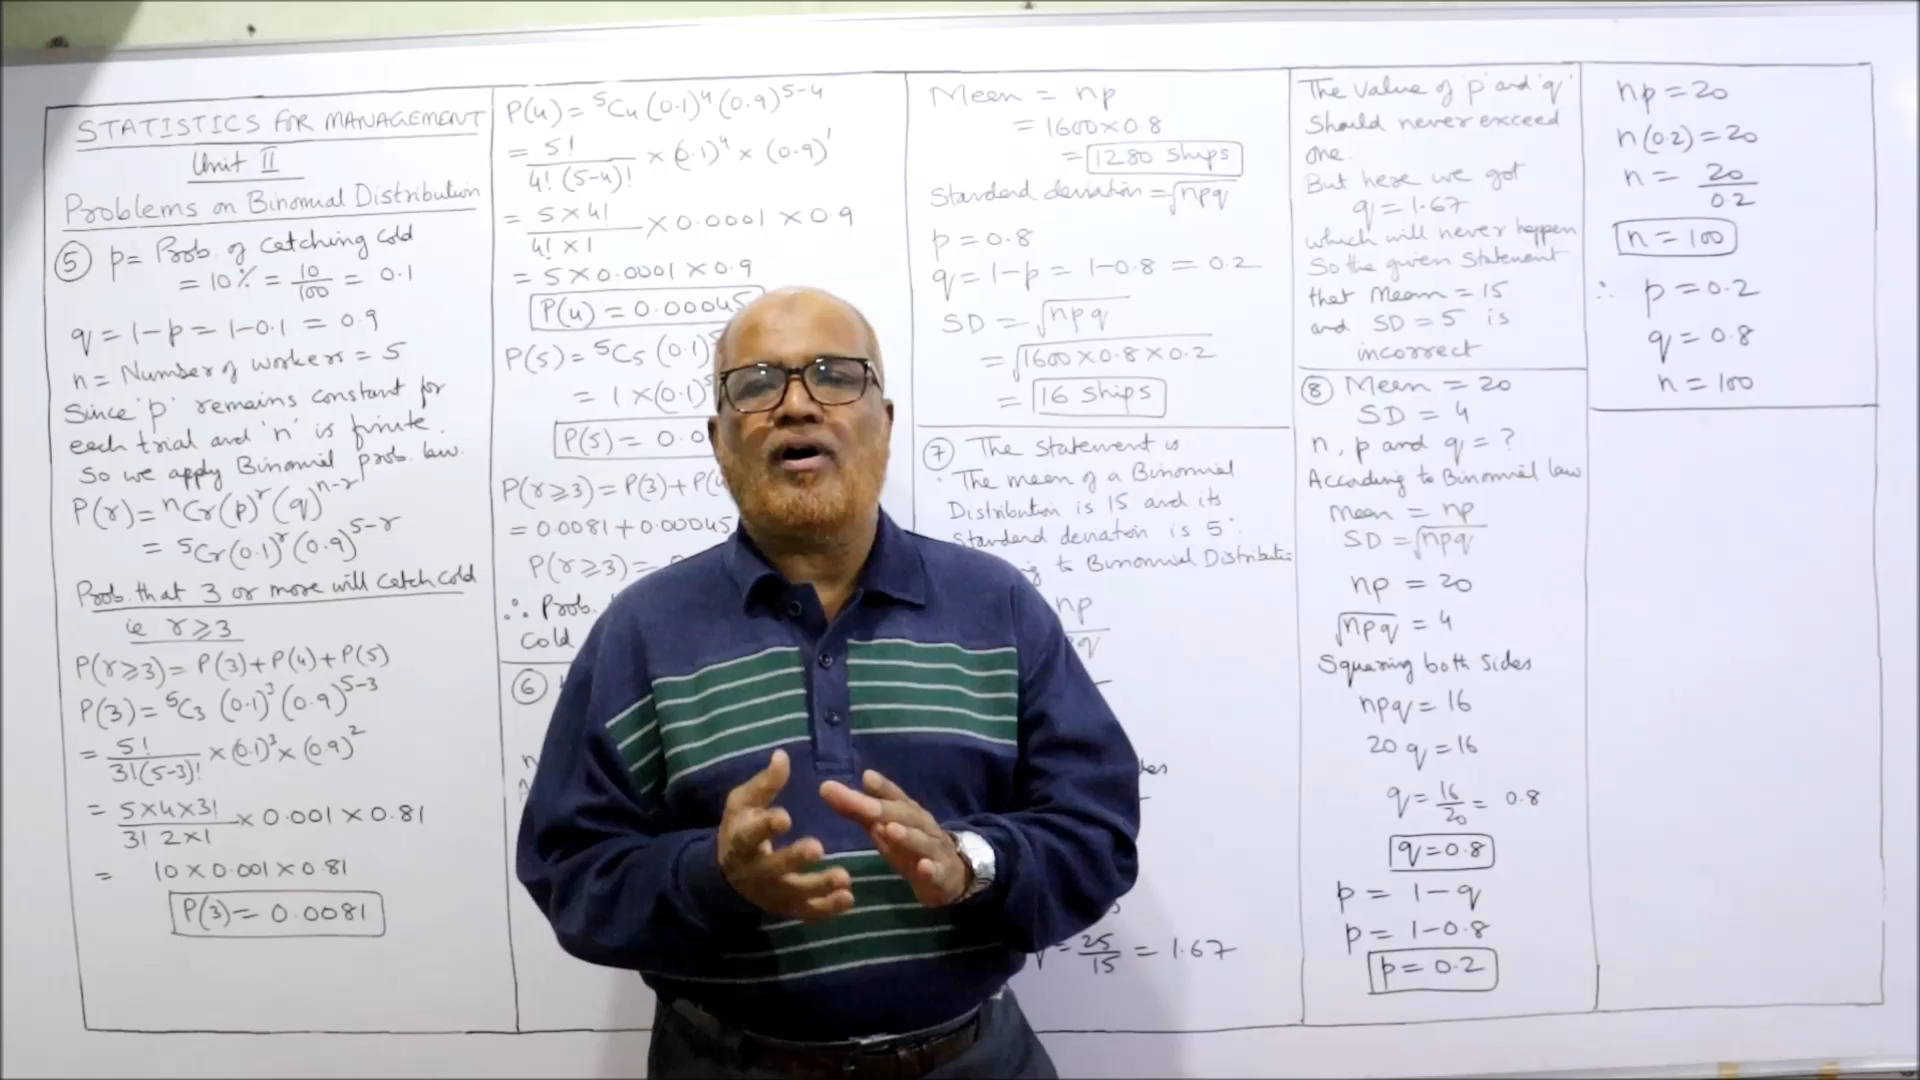 STATISTICS FOR MANAGEMENT
Unit II
Problems on Binomial Distribution
⑤ p = Prob. of catching cold
= 10% = 10/100 = 0.1
q = 1-p = 1-0.1 = 0.9
n = Number of workers = 5
Since 'p' remains constant for
each trial and 'n' is finite.
So we apply Binomial prob. law.
P(r) = ⁿCr (p)^r (q)^n-r
= ⁵Cr (0.1)^r (0.9)^5-r
Prob. that 3 or more will catch cold
ie r ≥ 3
P(r≥3) = P(3) + P(4) + P(5)
P(3) = ⁵C₃ (0.1)³ (0.9)^5-3
= 5!/3!(5-3)! × (0.1)³ × (0.9)²
= 5×4×3!/3! 2×1 × 0.001 × 0.81
= 10 × 0.001 × 0.81
P(3) = 0.0081
P(4) = ⁵C₄ (0.1)⁴ (0.9)^5-4
= 5!/4!(5-4)! × (0.1)⁴ × (0.9)¹
= 5×4!/4!×1 × 0.0001 × 0.9
= 5 × 0.0001 × 0.9
P(4) = 0.00045
P(5) = ⁵C₅ (0.1)⁵
= 1 × (0.1)⁵
P(5) = 0.0
P(r≥3) = P(3) + P(4
= 0.0081 + 0.00045
P(r≥3) =
∴ Prob.
cold
⑥
n
Mean = np
= 1600 × 0.8
= 1280 ships
Standard deviation = √npq
p = 0.8
q = 1-p = 1-0.8 = 0.2
SD = √npq
= √1600×0.8×0.2
= 16 ships
⑦ The statement is
"The mean of a Binomial
Distribution is 15 and its
Standard deviation is 5".
to Binomial Distribution
np
25/15 = 1.67
The value of 'p' and 'q'
should never exceed
one.
But here we got
q = 1.67
which will never happen
So the given statement
that Mean = 15
and SD = 5 is
incorrect
⑧ Mean = 20
SD = 4
n, p and q = ?
According to Binomial law
Mean = np
SD = √npq
np = 20
√npq = 4
Squaring both sides
npq = 16
20 q = 16
q = 16/20 = 0.8
q = 0.8
p = 1-q
p = 1-0.8
p = 0.2
np = 20
n(0.2) = 20
n = 20/0.2
n = 100
∴ p = 0.2
q = 0.8
n = 100